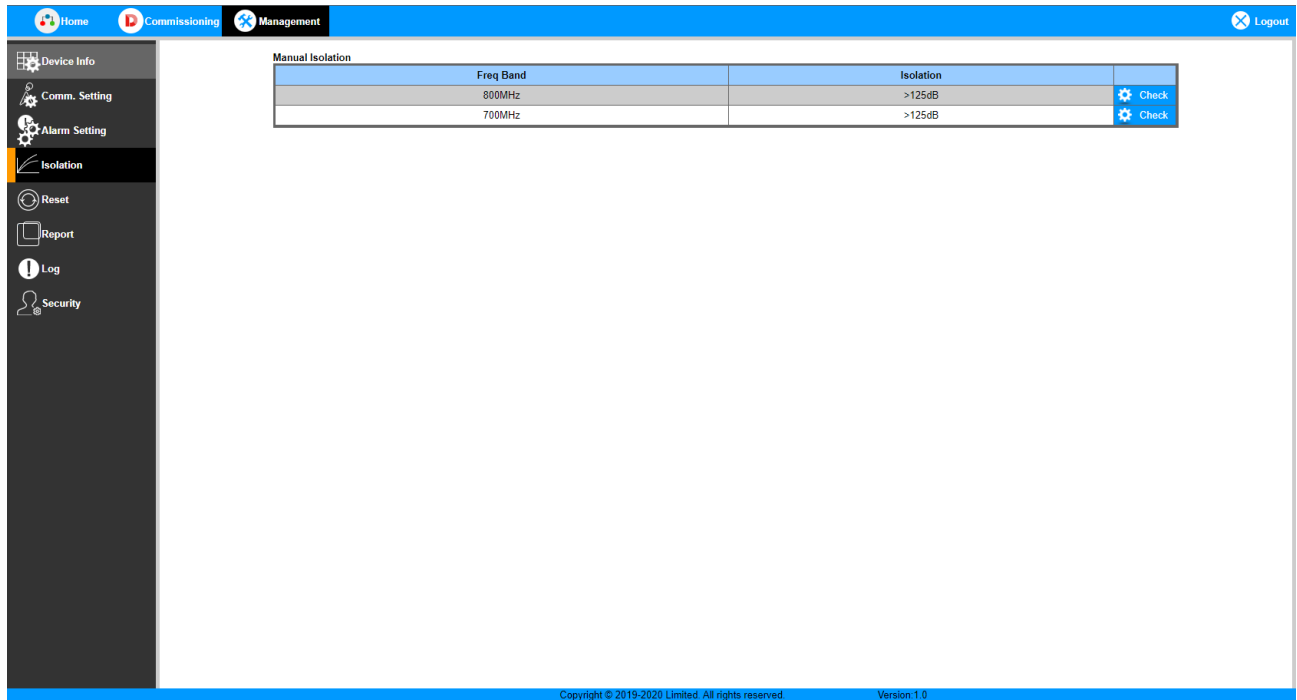 Home Commissioning Management Logout
Device Info
Comm. Setting
Alarm Setting
Isolation
Reset
Report
Log
Security
Manual Isolation
Freq Band Isolation
800MHz >125dB Check
700MHz >125dB Check
Copyright © 2019-2020 Limited. All rights reserved. Version:1.0